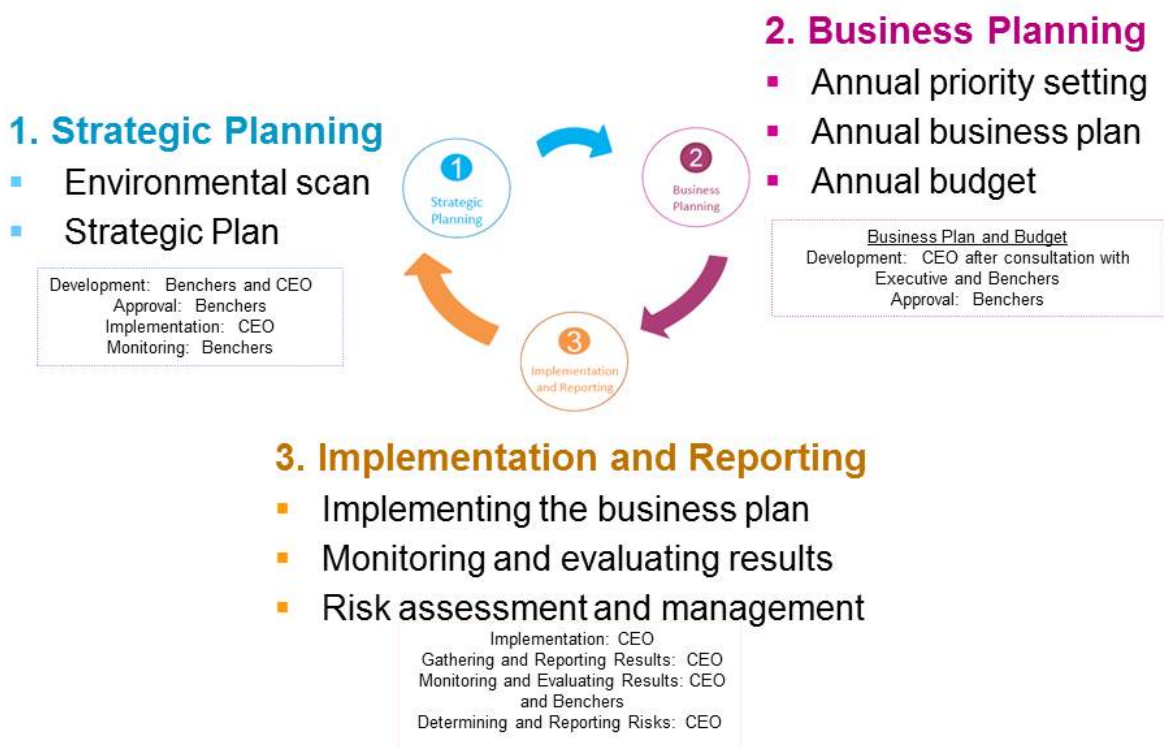 1. Strategic Planning
▪ Environmental scan
▪ Strategic Plan
Development: Benchers and CEO
Approval: Benchers
Implementation: CEO
Monitoring: Benchers
1
Strategic
Planning
2
Business
Planning
3
Implementation
and Reporting
2. Business Planning
▪ Annual priority setting
▪ Annual business plan
▪ Annual budget
Business Plan and Budget
Development: CEO after consultation with
Executive and Benchers
Approval: Benchers
3. Implementation and Reporting
▪ Implementing the business plan
▪ Monitoring and evaluating results
▪ Risk assessment and management
Implementation: CEO
Gathering and Reporting Results: CEO
Monitoring and Evaluating Results: CEO
and Benchers
Determining and Reporting Risks: CEO